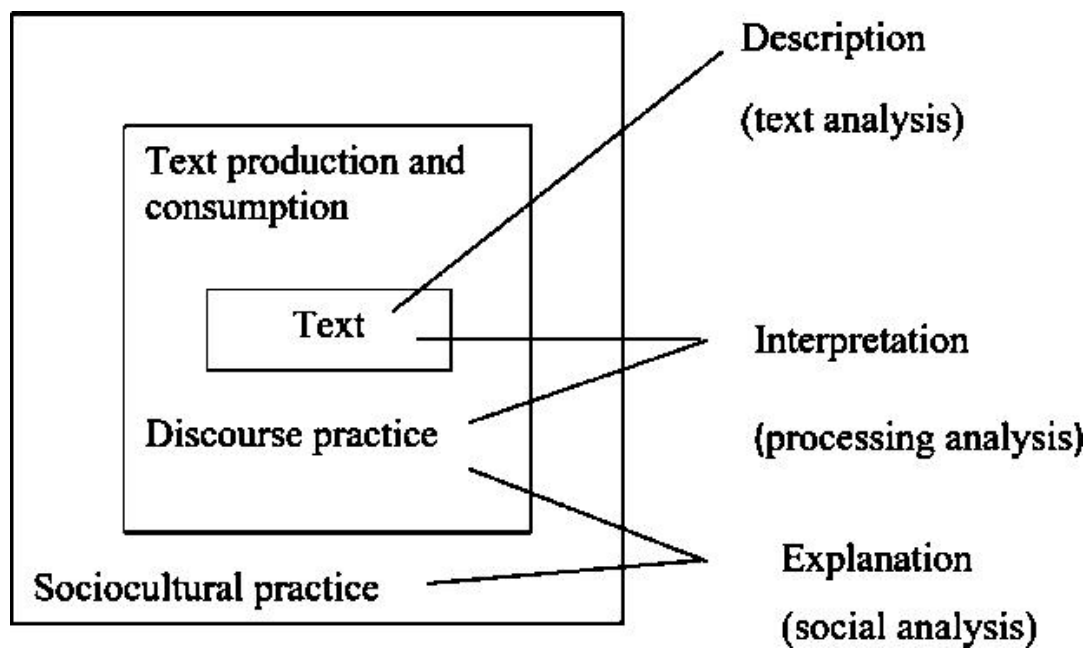 Description
(text analysis)
Text production and
consumption
Text
Interpretation
Discourse practice
(processing analysis)
Explanation
Sociocultural practice
(social analysis)